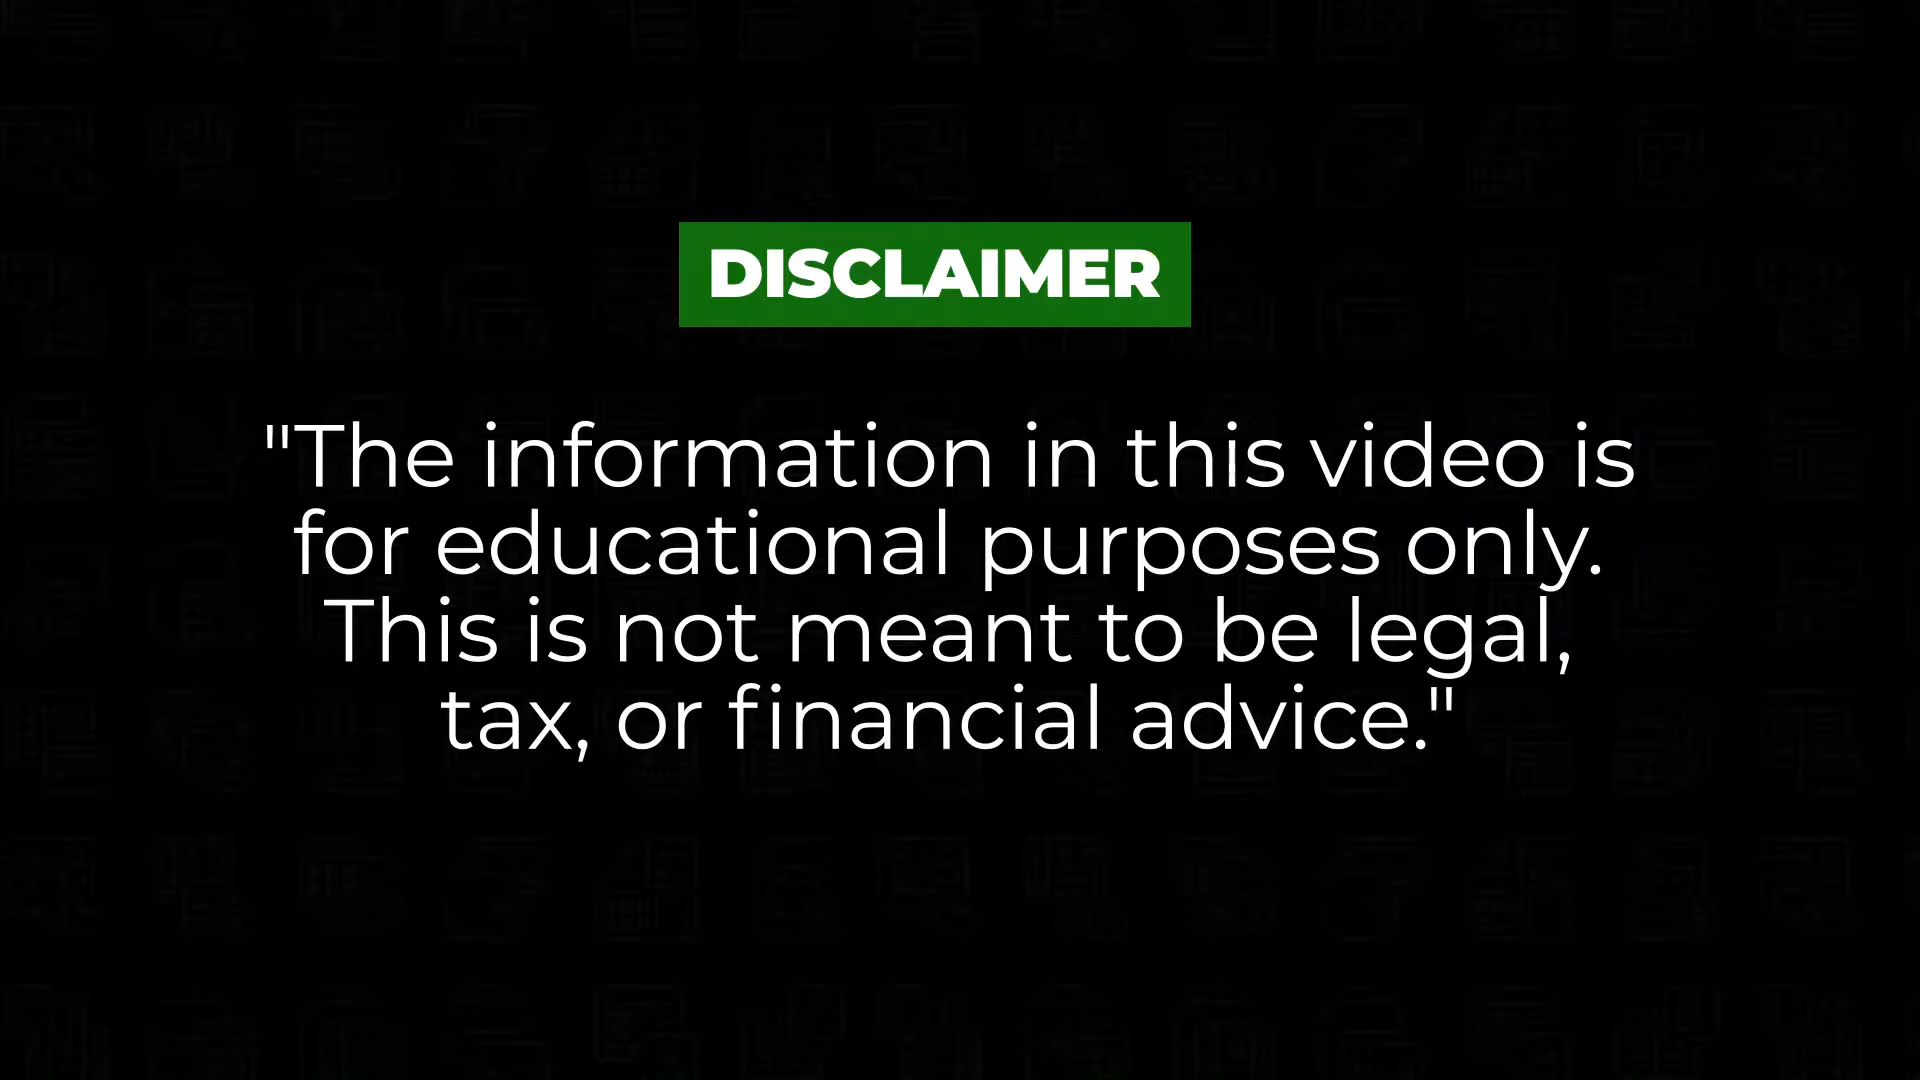 DISCLAIMER
"The information in this video is
for educational purposes only.
This is not meant to be legal,
tax, or financial advice."